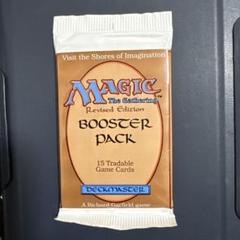 Visit the Shores of Imagination
MAGIC
The Gathering
Revised Edition
BOOSTER
PACK
15 Tradable
Game Cards
DECKMASTER
A Richard Garfield game